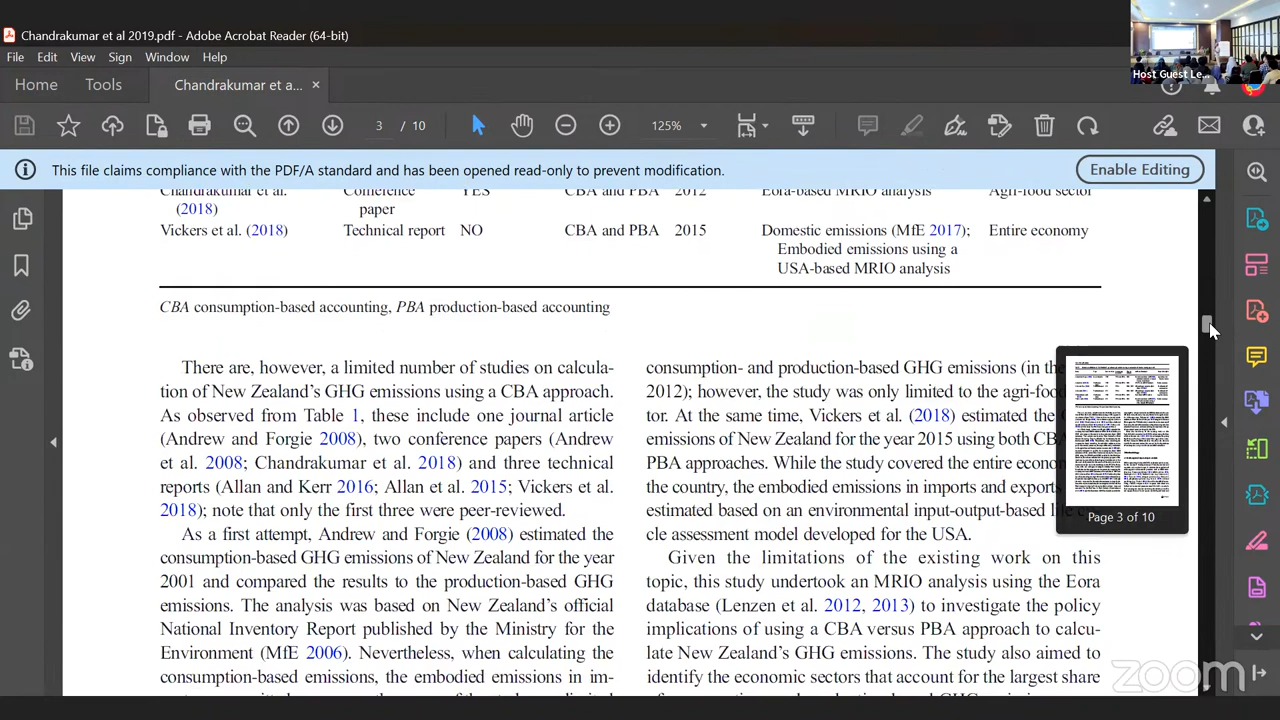 Chandrakumar et al 2019.pdf - Adobe Acrobat Reader (64-bit)
File Edit View Sign Window Help
Host Guest Le...
Home Tools Chandrakumar et a... ×
3 / 10 125%
This file claims compliance with the PDF/A standard and has been opened read-only to prevent modification. Enable Editing
Chandrakumar et al. Conference YES CBA and PBA 2012 Eora-based MRIO analysis Agri-food sector
(2018) paper
Vickers et al. (2018) Technical report NO CBA and PBA 2015 Domestic emissions (MfE 2017); Entire economy
Embodied emissions using a
USA-based MRIO analysis
CBA consumption-based accounting, PBA production-based accounting
There are, however, a limited number of studies on calcula-
tion of New Zealand's GHG emissions using a CBA approach.
As observed from Table 1, these include one journal article
(Andrew and Forgie 2008), two conference papers (Andrew
et al. 2008; Chandrakumar et al. 2018) and three technical
reports (Allan and Kerr 2016; Allan et al. 2015; Vickers et al.
2018); note that only the first three were peer-reviewed.
As a first attempt, Andrew and Forgie (2008) estimated the
consumption-based GHG emissions of New Zealand for the year
2001 and compared the results to the production-based GHG
emissions. The analysis was based on New Zealand's official
National Inventory Report published by the Ministry for the
Environment (MfE 2006). Nevertheless, when calculating the
consumption-based emissions, the embodied emissions in im-
consumption- and production-based GHG emissions (in the
2012); however, the study was only limited to the agri-foo
tor. At the same time, Vickers et al. (2018) estimated the
emissions of New Zealand for the year 2015 using both CB
PBA approaches. While the study covered the entire econo
the country, the embodied emissions in imports and exports
estimated based on an environmental input-output-based life cy-
cle assessment model developed for the USA.
Given the limitations of the existing work on this
topic, this study undertook an MRIO analysis using the Eora
database (Lenzen et al. 2012, 2013) to investigate the policy
implications of using a CBA versus PBA approach to calcu-
late New Zealand's GHG emissions. The study also aimed to
identify the economic sectors that account for the largest share
Page 3 of 10
zoom